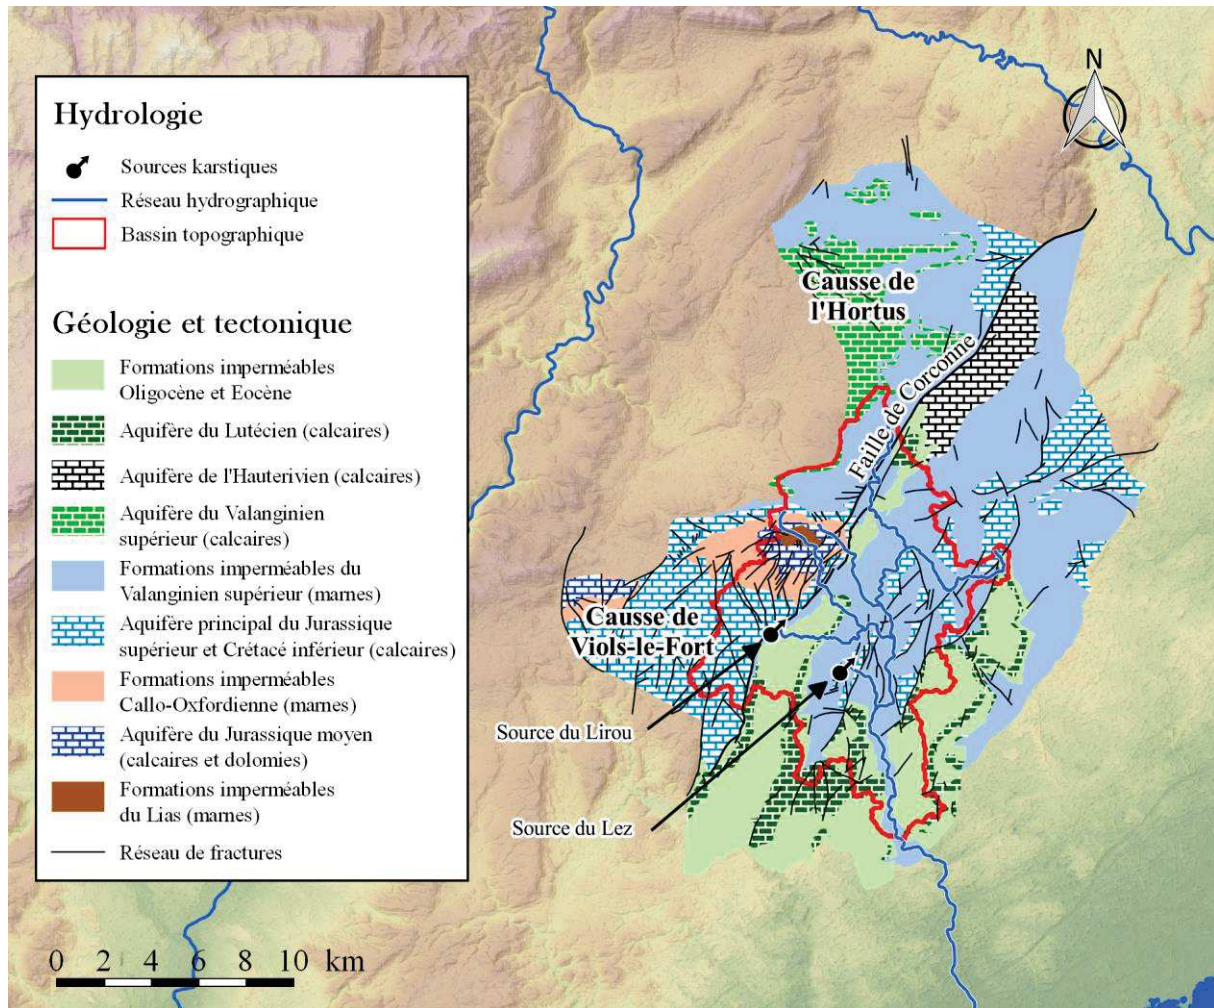 Hydrologie
Sources karstiques
Réseau hydrographique
Bassin topographique
Géologie et tectonique
Formations imperméables
Oligocène et Eocène
Aquifère du Lutécien (calcaires)
Aquifère de l'Hauterivien (calcaires)
Aquifère du Valanginien
supérieur (calcaires)
Formations imperméables du
Valanginien supérieur (marnes)
Aquifère principal du Jurassique
supérieur et Crétacé inférieur (calcaires)
Formations imperméables
Callo-Oxfordienne (marnes)
Aquifère du Jurassique moyen
(calcaires et dolomies)
Formations imperméables
du Lias (marnes)
Réseau de fractures
0 2 4 6 8 10 km
N
Causse de
l'Hortus
Faille de Corconne
Causse de
Viols-le-Fort
Source du Lirou
Source du Lez